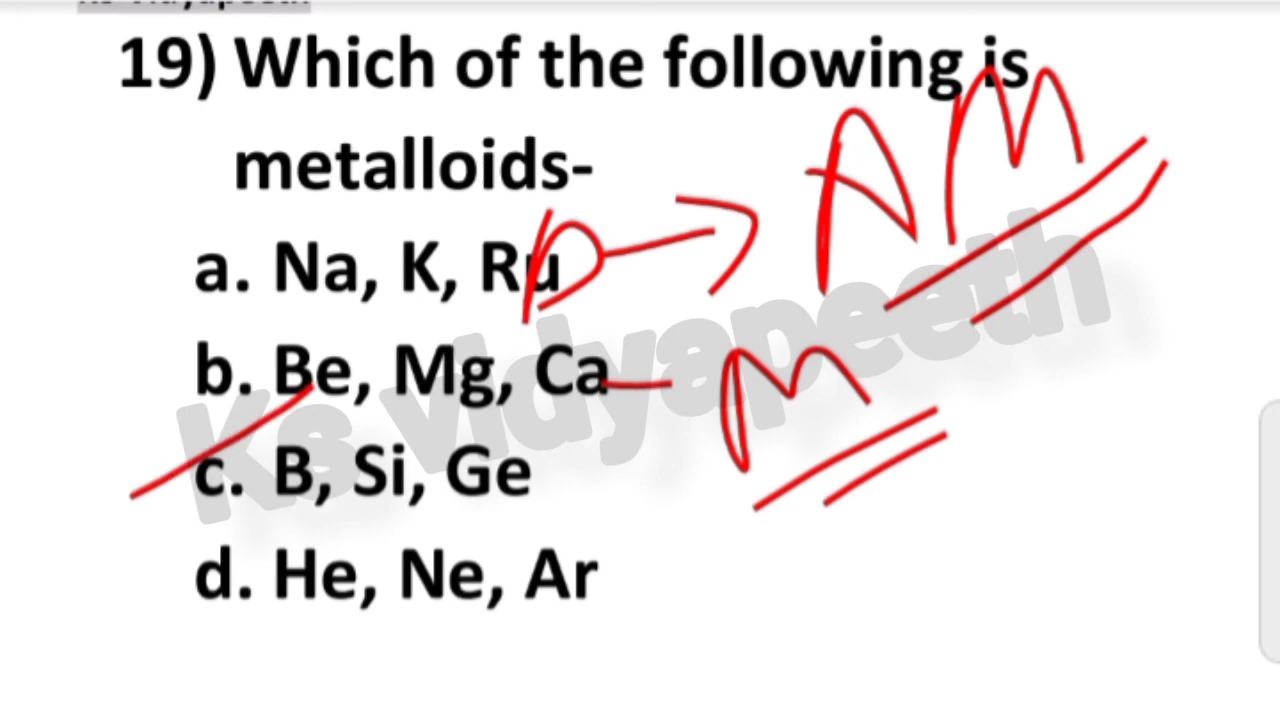 19) Which of the following is
metalloids-
a. Na, K, Ru
b. Be, Mg, Ca
c. B, Si, Ge
d. He, Ne, Ar
AM
M
Ks vidyapeeth